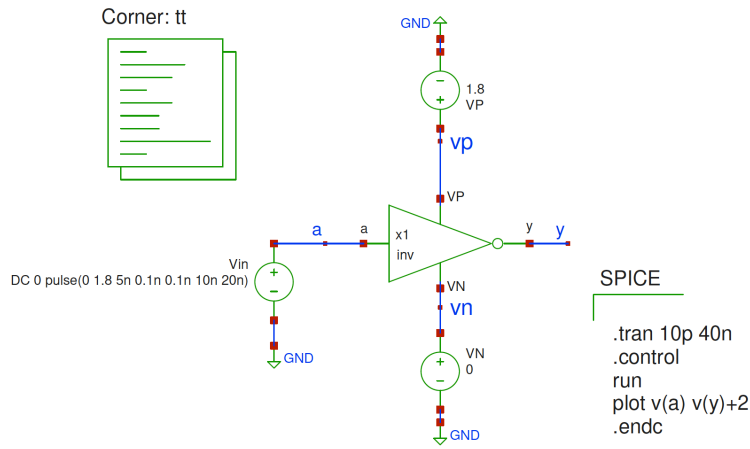 Corner: tt
GND
1.8
VP
vp
VP
a
a
x1
inv
y
y
Vin
DC 0 pulse(0 1.8 5n 0.1n 0.1n 10n 20n)
GND
VN
vn
VN
0
GND
SPICE
.tran 10p 40n
.control
run
plot v(a) v(y)+2
.endc